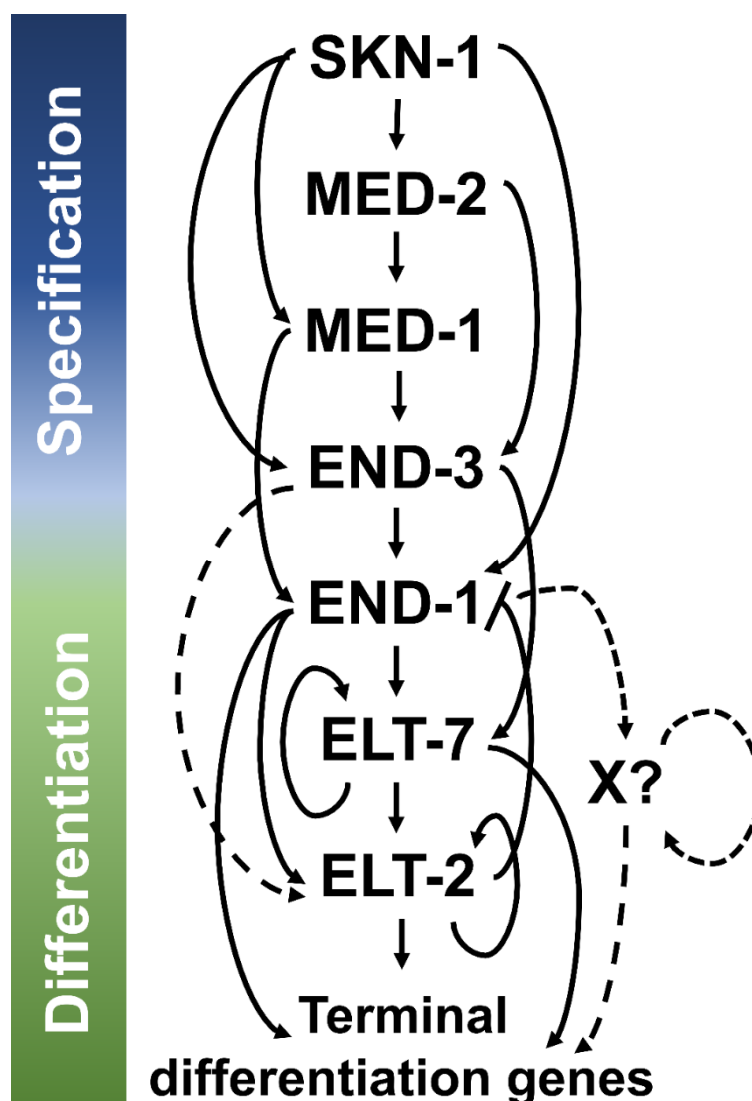 Specification
Differentiation
SKN-1
MED-2
MED-1
END-3
END-1
ELT-7
X?
ELT-2
Terminal
differentiation genes